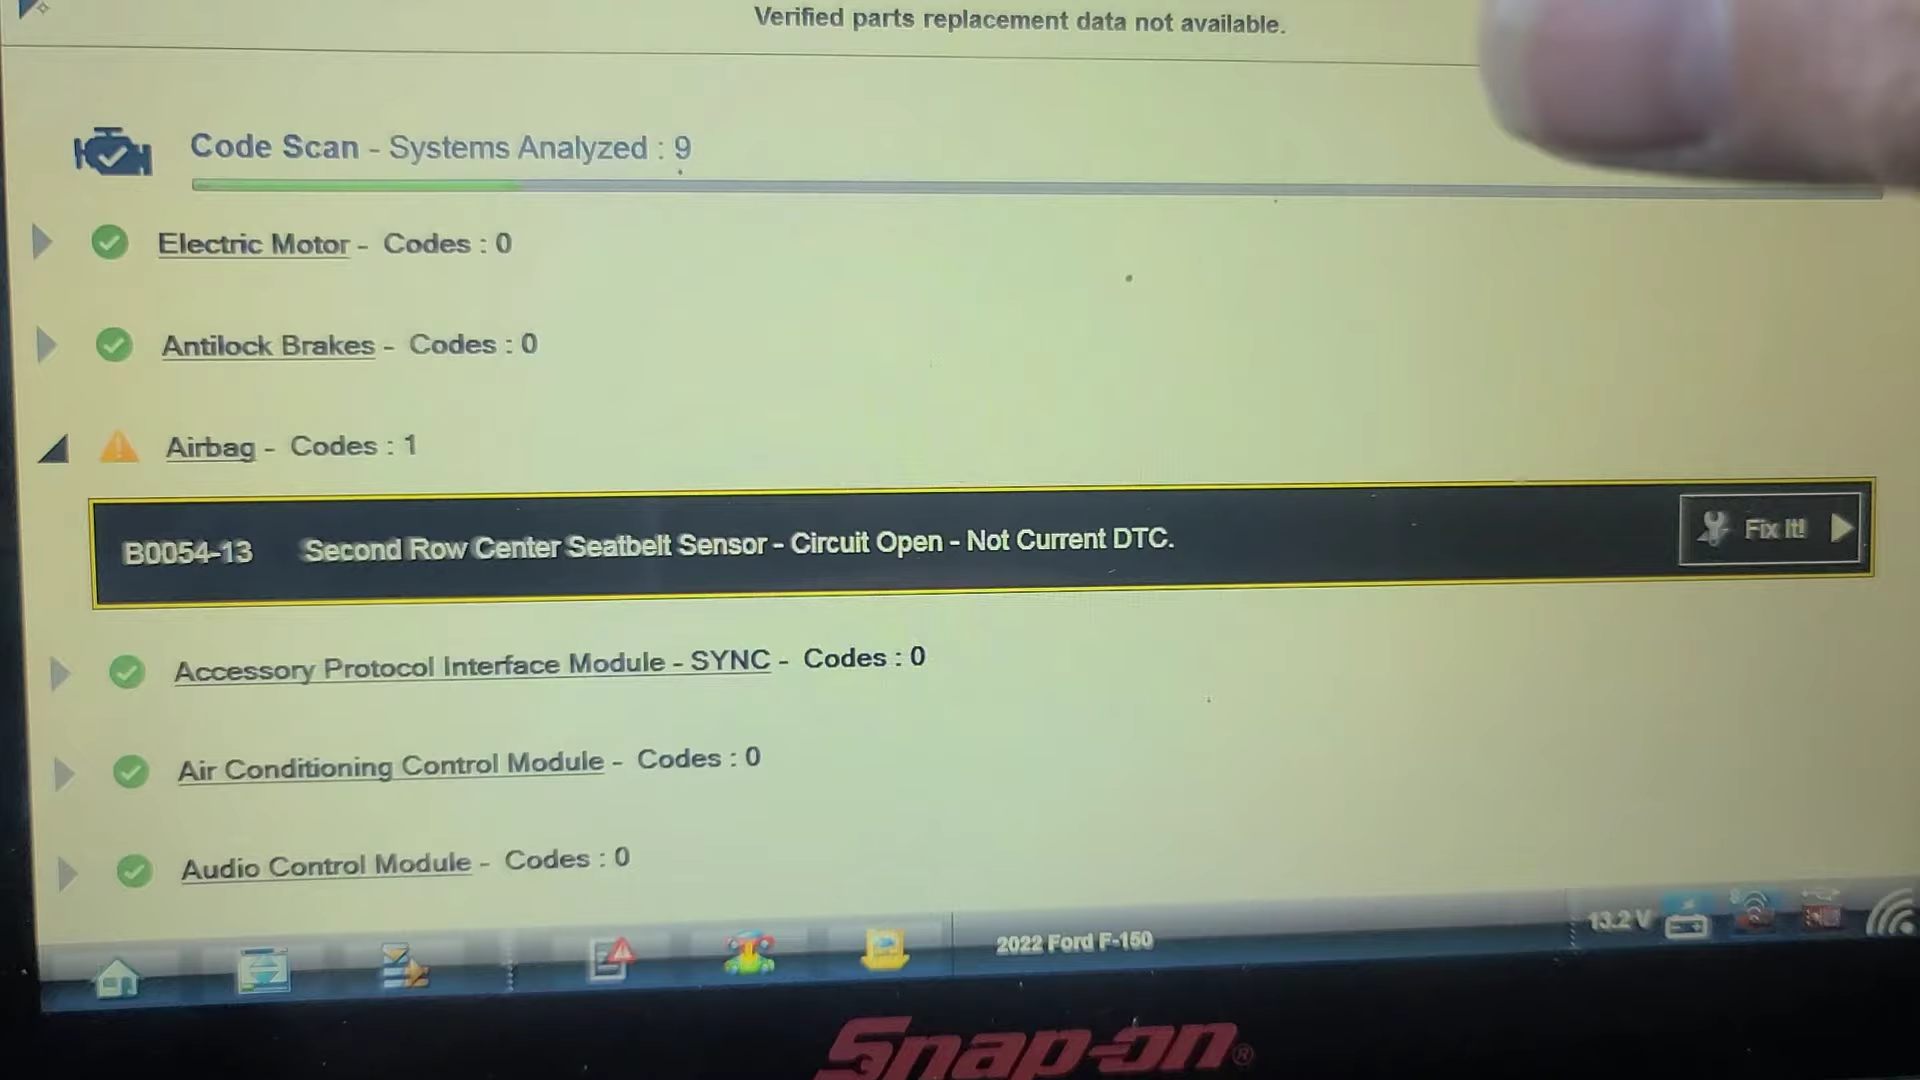 Verified parts replacement data not available.
Code Scan - Systems Analyzed : 9
Electric Motor - Codes : 0
Antilock Brakes - Codes : 0
Airbag - Codes : 1
B0054-13 Second Row Center Seatbelt Sensor - Circuit Open - Not Current DTC. Fix It!
Accessory Protocol Interface Module - SYNC - Codes : 0
Air Conditioning Control Module - Codes : 0
Audio Control Module - Codes : 0
2022 Ford F-150 13.2 V
Snap-on®